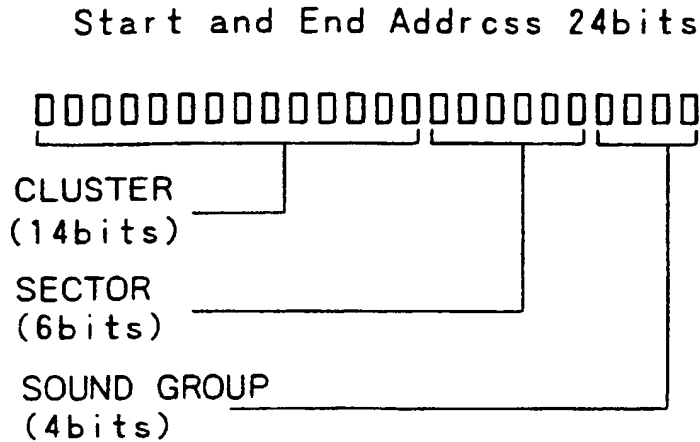 Start and End Addrcss 24bits
CLUSTER
(14bits)
SECTOR
(6bits)
SOUND GROUP
(4bits)